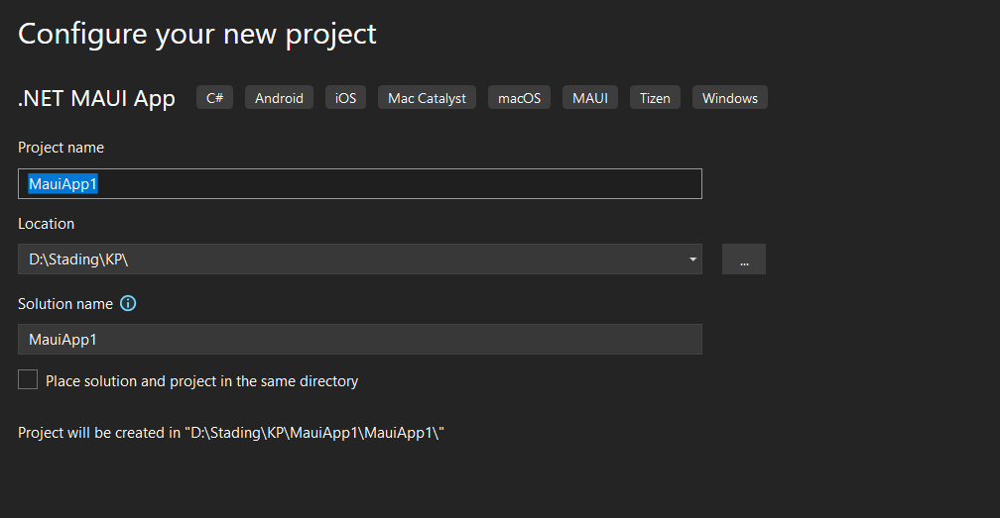 Configure your new project
.NET MAUI App C# Android iOS Mac Catalyst macOS MAUI Tizen Windows
Project name
MauiApp1
Location
D:\Stading\KP\ ...
Solution name
MauiApp1
Place solution and project in the same directory
Project will be created in "D:\Stading\KP\MauiApp1\MauiApp1\"